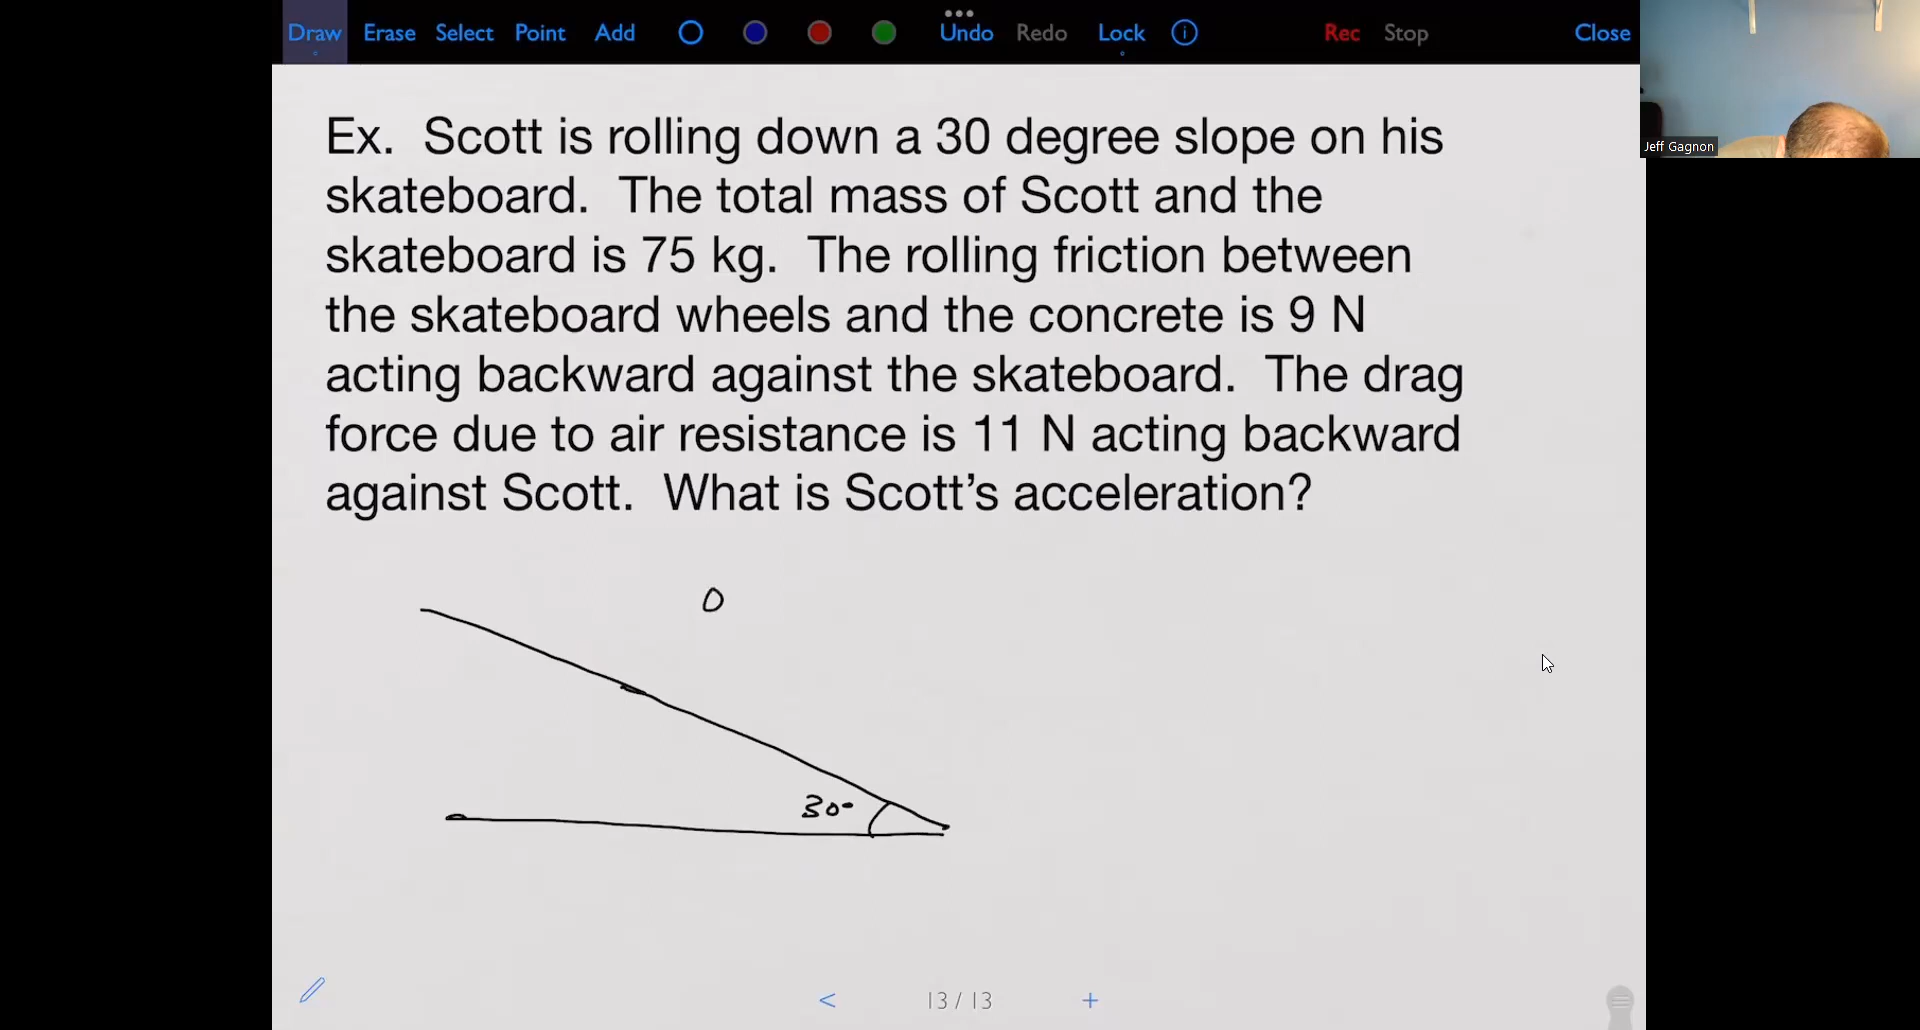 Draw Erase Select Point Add Undo Redo Lock Rec Stop Close
Jeff Gagnon
Ex. Scott is rolling down a 30 degree slope on his
skateboard. The total mass of Scott and the
skateboard is 75 kg. The rolling friction between
the skateboard wheels and the concrete is 9 N
acting backward against the skateboard. The drag
force due to air resistance is 11 N acting backward
against Scott. What is Scott’s acceleration?
30°
< 13 / 13 +